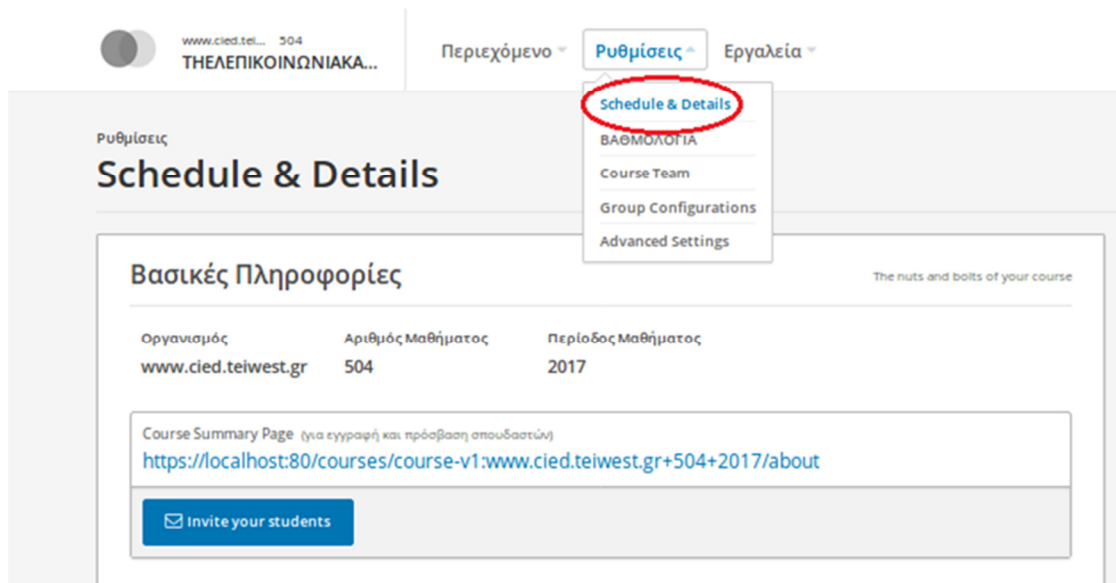 www.cied.tei... 504
ΤΗΕΛΕΠΙΚΟΙΝΩΝΙΑΚΑ...
Περιεχόμενο Ρυθμίσεις Εργαλεία
Schedule & Details
ΒΑΘΜΟΛΟΓΙΑ
Course Team
Group Configurations
Advanced Settings
Ρυθμίσεις
Schedule & Details
Βασικές Πληροφορίες
The nuts and bolts of your course
Οργανισμός Αριθμός Μαθήματος Περίοδος Μαθήματος
www.cied.teiwest.gr 504 2017
Course Summary Page (για εγγραφή και πρόσβαση σπουδαστών)
https://localhost:80/courses/course-v1:www.cied.teiwest.gr+504+2017/about
Invite your students